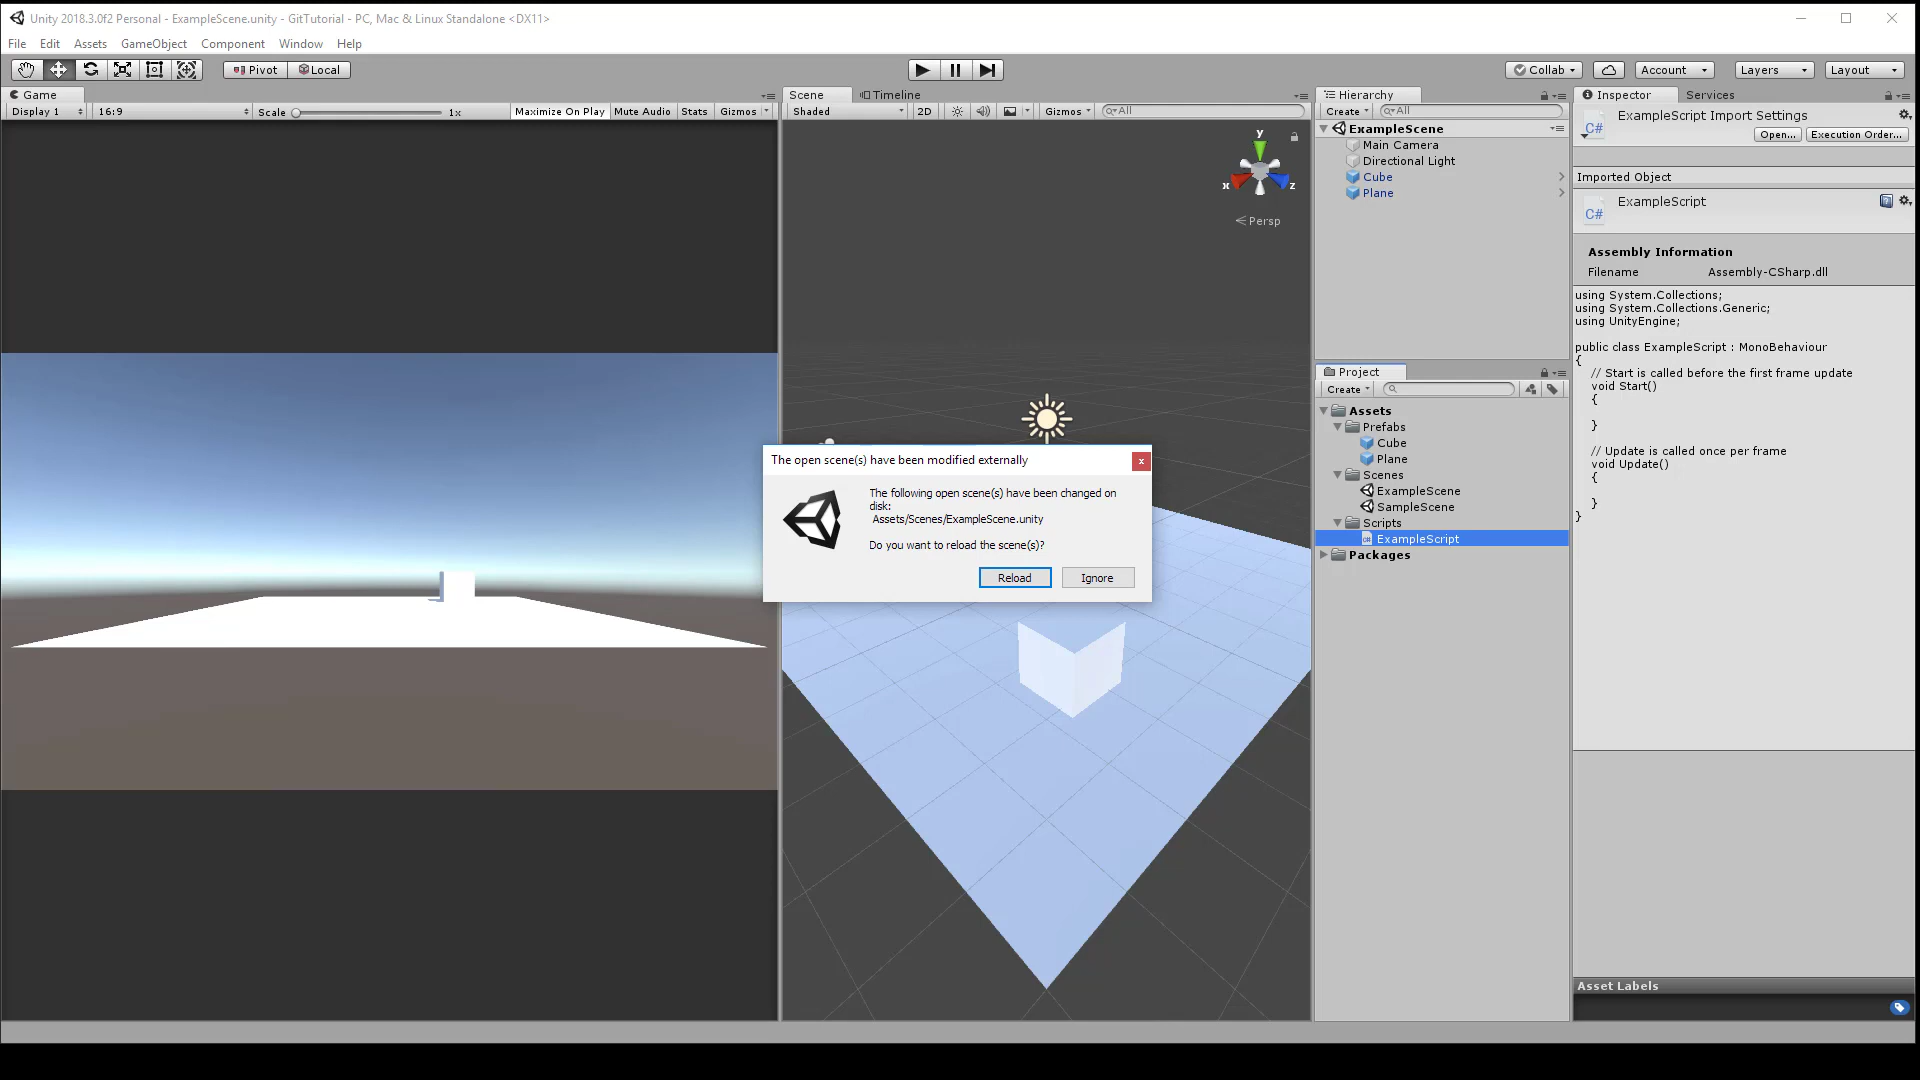 Unity 2018.3.0f2 Personal - ExampleScene.unity - GitTutorial - PC, Mac & Linux Standalone <DX11>
File Edit Assets GameObject Component Window Help
Pivot Local
Collab Account Layers Layout
Game
Display 1 16:9 Scale 1x Maximize On Play Mute Audio Stats Gizmos
Scene Timeline
Shaded 2D Gizmos All
y
x z
Persp
Hierarchy
Create All
ExampleScene
Main Camera
Directional Light
Cube
Plane
Project
Create
Assets
Prefabs
Cube
Plane
Scenes
ExampleScene
SampleScene
Scripts
ExampleScript
Packages
Inspector Services
C# ExampleScript Import Settings
Open... Execution Order...
Imported Object
C# ExampleScript
Assembly Information
Filename Assembly-CSharp.dll
using System.Collections;
using System.Collections.Generic;
using UnityEngine;
public class ExampleScript : MonoBehaviour
{
// Start is called before the first frame update
void Start()
{
}
// Update is called once per frame
void Update()
{
}
}
Asset Labels
The open scene(s) have been modified externally
x
The following open scene(s) have been changed on
disk:
Assets/Scenes/ExampleScene.unity
Do you want to reload the scene(s)?
Reload Ignore